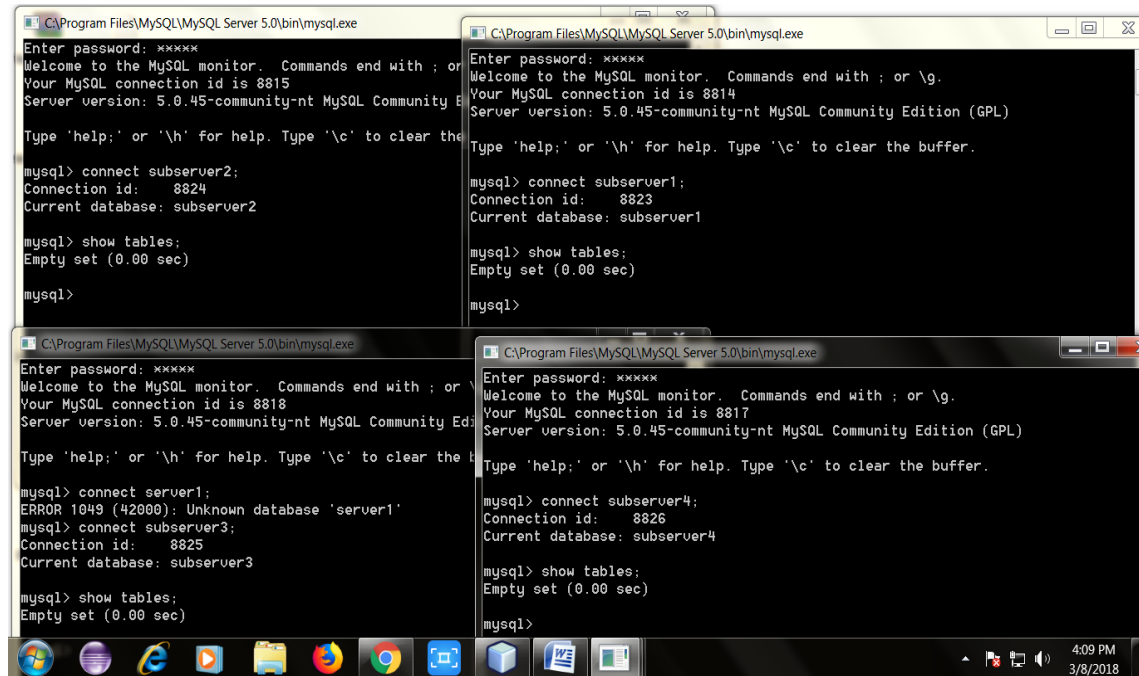 C:\Program Files\MySQL\MySQL Server 5.0\bin\mysql.exe
Enter password: *****
Welcome to the MySQL monitor.  Commands end with ; or
Your MySQL connection id is 8815
Server version: 5.0.45-community-nt MySQL Community E
Type 'help;' or '\h' for help. Type '\c' to clear the
mysql> connect subserver2;
Connection id:    8824
Current database: subserver2
mysql> show tables;
Empty set (0.00 sec)
mysql>
C:\Program Files\MySQL\MySQL Server 5.0\bin\mysql.exe
Enter password: *****
Welcome to the MySQL monitor.  Commands end with ; or \g.
Your MySQL connection id is 8814
Server version: 5.0.45-community-nt MySQL Community Edition (GPL)
Type 'help;' or '\h' for help. Type '\c' to clear the buffer.
mysql> connect subserver1;
Connection id:    8823
Current database: subserver1
mysql> show tables;
Empty set (0.00 sec)
mysql>
C:\Program Files\MySQL\MySQL Server 5.0\bin\mysql.exe
Enter password: *****
Welcome to the MySQL monitor.  Commands end with ; or \
Your MySQL connection id is 8818
Server version: 5.0.45-community-nt MySQL Community Edi
Type 'help;' or '\h' for help. Type '\c' to clear the b
mysql> connect server1;
ERROR 1049 (42000): Unknown database 'server1'
mysql> connect subserver3;
Connection id:    8825
Current database: subserver3
mysql> show tables;
Empty set (0.00 sec)
C:\Program Files\MySQL\MySQL Server 5.0\bin\mysql.exe
Enter password: *****
Welcome to the MySQL monitor.  Commands end with ; or \g.
Your MySQL connection id is 8817
Server version: 5.0.45-community-nt MySQL Community Edition (GPL)
Type 'help;' or '\h' for help. Type '\c' to clear the buffer.
mysql> connect subserver4;
Connection id:    8826
Current database: subserver4
mysql> show tables;
Empty set (0.00 sec)
mysql>
4:09 PM
3/8/2018